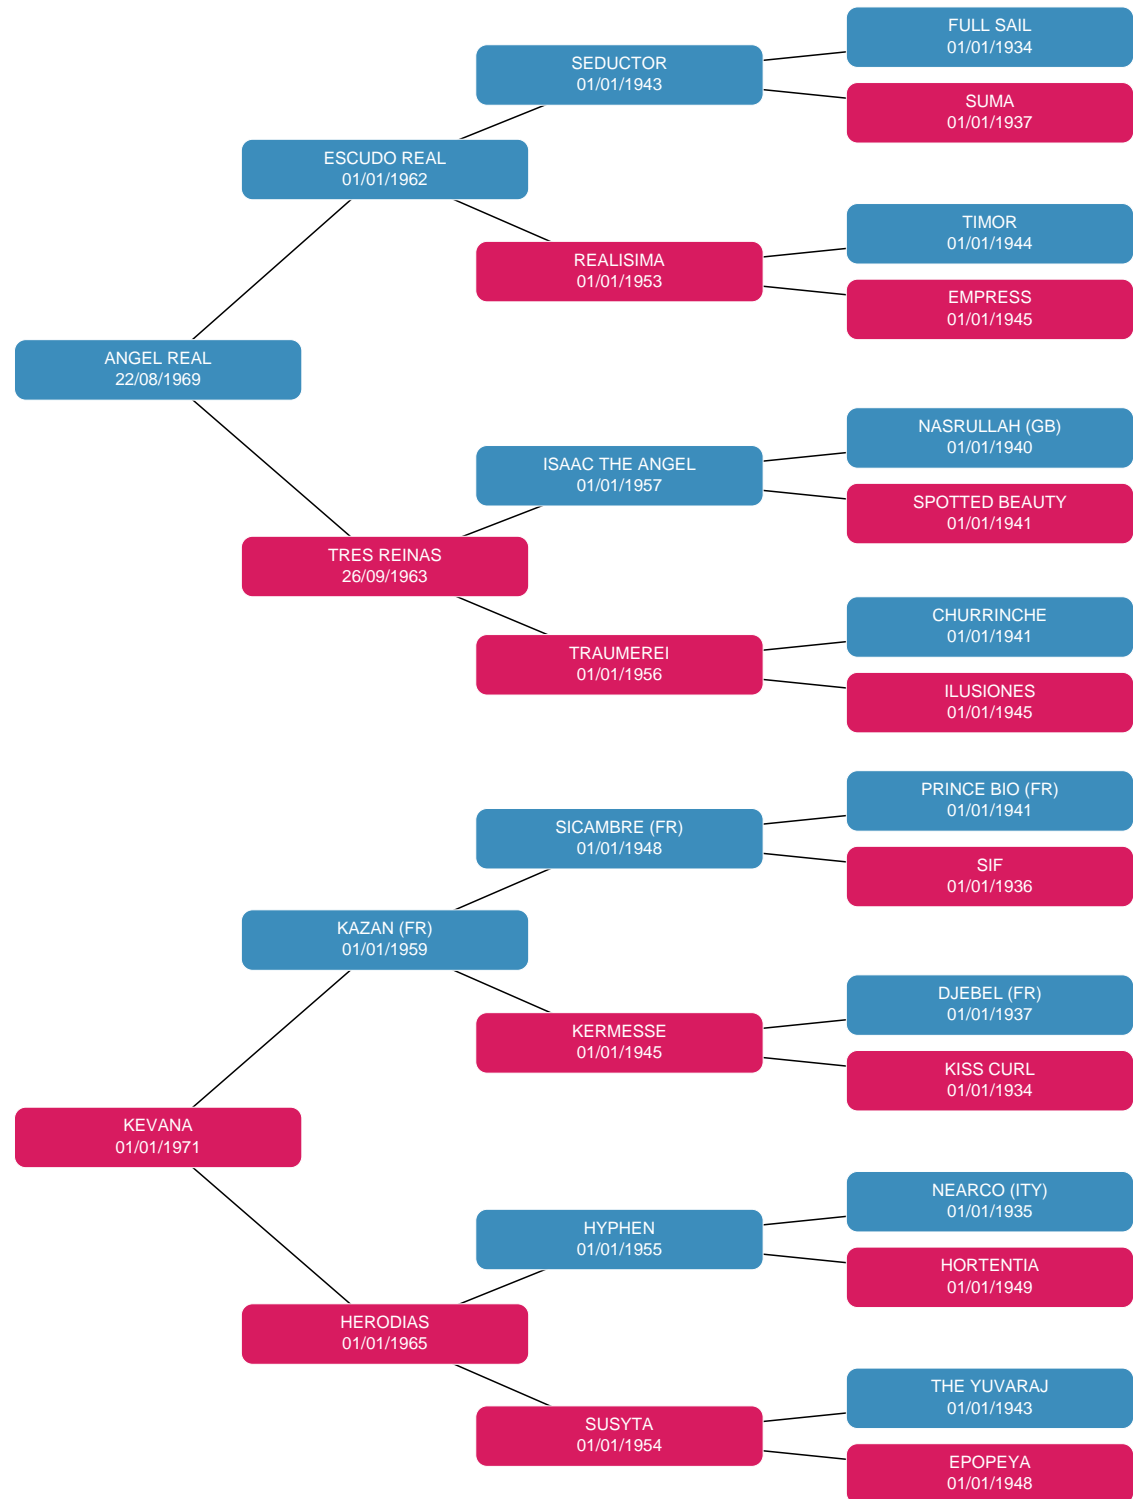 FULL SAIL
01/01/1934
SEDUCTOR
01/01/1943
SUMA
01/01/1937
ESCUDO REAL
01/01/1962
TIMOR
01/01/1944
REALISIMA
01/01/1953
EMPRESS
01/01/1945
ANGEL REAL
22/08/1969
NASRULLAH (GB)
01/01/1940
ISAAC THE ANGEL
01/01/1957
SPOTTED BEAUTY
01/01/1941
TRES REINAS
26/09/1963
CHURRINCHE
01/01/1941
TRAUMEREI
01/01/1956
ILUSIONES
01/01/1945
PRINCE BIO (FR)
01/01/1941
SICAMBRE (FR)
01/01/1948
SIF
01/01/1936
KAZAN (FR)
01/01/1959
DJEBEL (FR)
01/01/1937
KERMESSE
01/01/1945
KISS CURL
01/01/1934
KEVANA
01/01/1971
NEARCO (ITY)
01/01/1935
HYPHEN
01/01/1955
HORTENTIA
01/01/1949
HERODIAS
01/01/1965
THE YUVARAJ
01/01/1943
SUSYTA
01/01/1954
EPOPEYA
01/01/1948